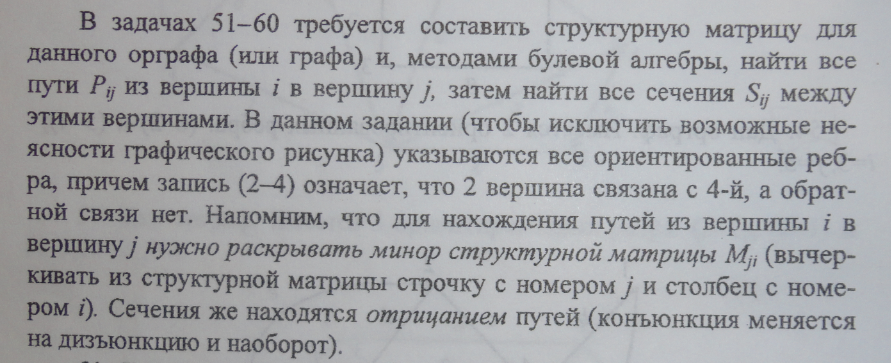 В задачах 51–60 требуется составить структурную матрицу для
данного орграфа (или графа) и, методами булевой алгебры, найти все
пути Pij из вершины i в вершину j, затем найти все сечения Sij между
этими вершинами. В данном задании (чтобы исключить возможные не-
ясности графического рисунка) указываются все ориентированные реб-
ра, причем запись (2–4) означает, что 2 вершина связана с 4-й, а обрат-
ной связи нет. Напомним, что для нахождения путей из вершины i в
вершину j нужно раскрывать минор структурной матрицы Mji (вычер-
кивать из структурной матрицы строчку с номером j и столбец с номе-
ром i). Сечения же находятся отрицанием путей (конъюнкция меняется
на дизъюнкцию и наоборот).